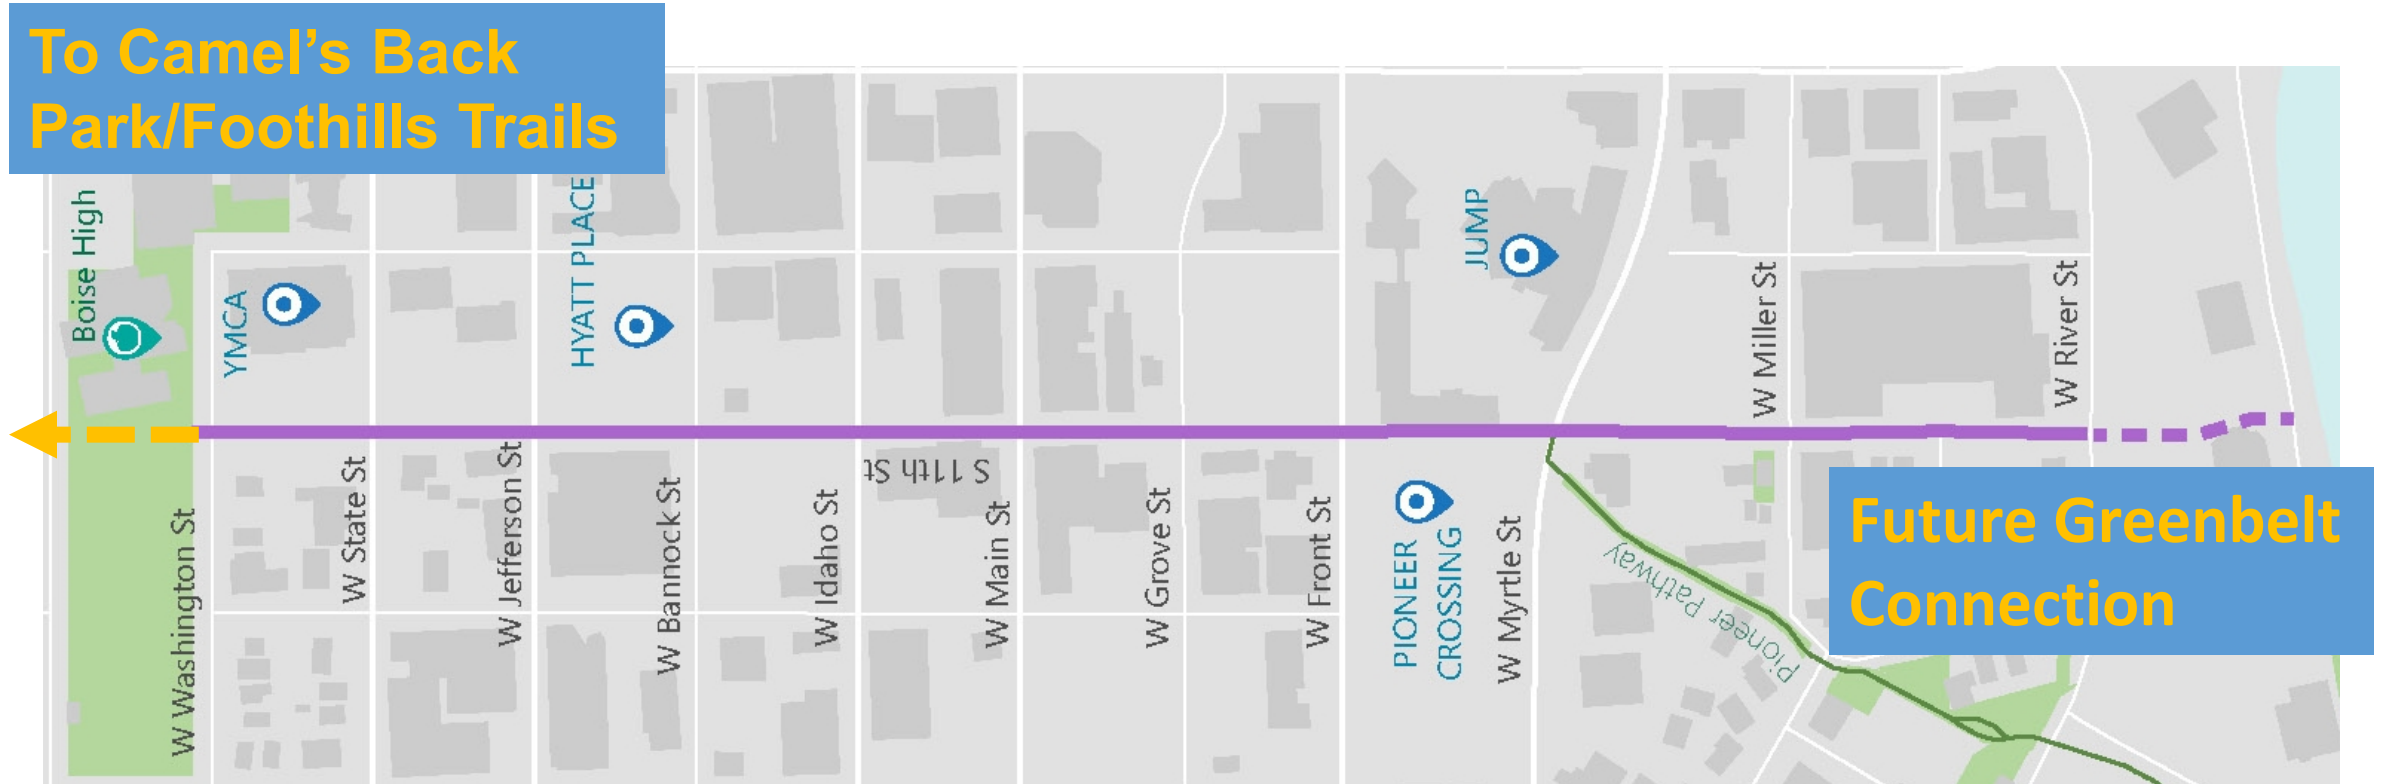 To Camel's Back
Park/Foothills Trails
Boise High
YMCA
HYATT PLACE
JUMP
W Miller St
W River St
S 11th St
W Washington St
W State St
W Jefferson St
W Bannock St
W Idaho St
W Main St
W Grove St
W Front St
PIONEER
CROSSING
W Myrtle St
Pioneer Pathway
Future Greenbelt
Connection